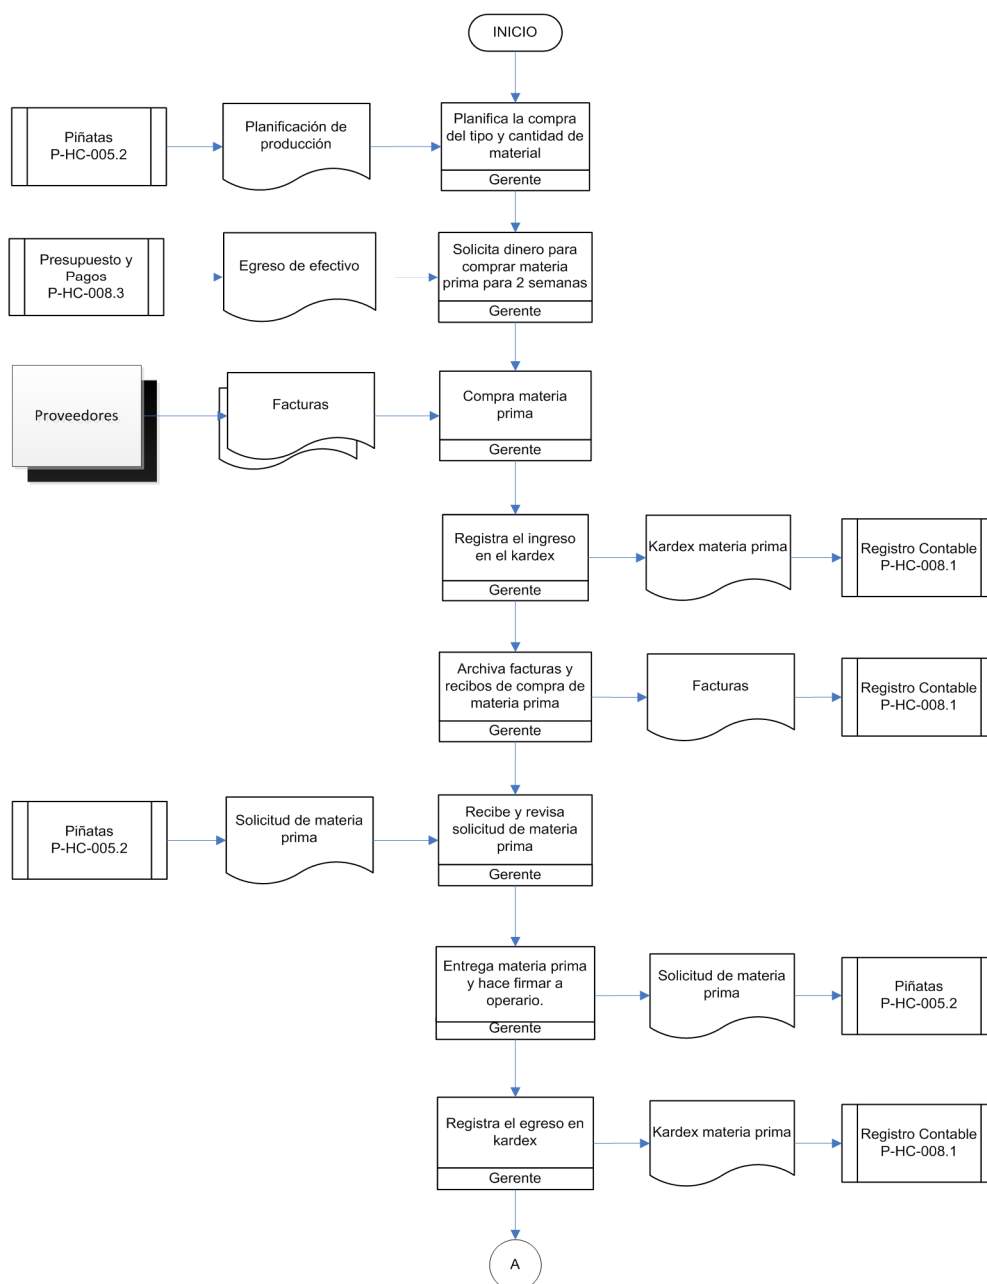 INICIO
Piñatas
P-HC-005.2
Planificación de
producción
Planifica la compra
del tipo y cantidad de
material
Gerente
Presupuesto y
Pagos
P-HC-008.3
Egreso de efectivo
Solicita dinero para
comprar materia
prima para 2 semanas
Gerente
Proveedores
Facturas
Compra materia
prima
Gerente
Registra el ingreso
en el kardex
Gerente
Kardex materia prima
Registro Contable
P-HC-008.1
Archiva facturas y
recibos de compra de
materia prima
Gerente
Facturas
Registro Contable
P-HC-008.1
Piñatas
P-HC-005.2
Solicitud de materia
prima
Recibe y revisa
solicitud de materia
prima
Gerente
Entrega materia prima
y hace firmar a
operario.
Gerente
Solicitud de materia
prima
Piñatas
P-HC-005.2
Registra el egreso en
kardex
Gerente
Kardex materia prima
Registro Contable
P-HC-008.1
A